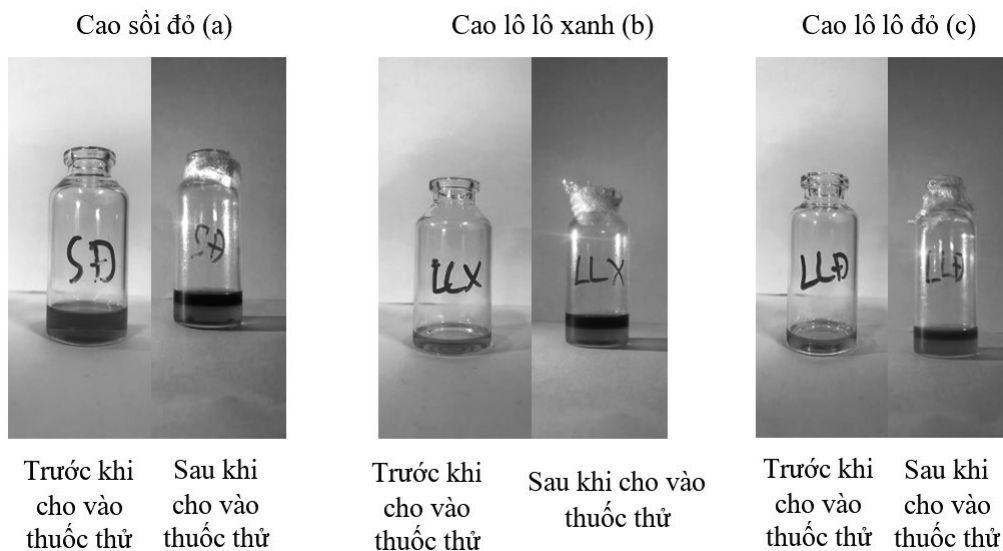 Cao sồi đỏ (a)
Cao lô lô xanh (b)
Cao lô lô đỏ (c)
SĐ
SĐ
LLX
LLX
LLĐ
LLĐ
Trước khi
cho vào
thuốc thử
Sau khi
cho vào
thuốc thử
Trước khi
cho vào
thuốc thử
Sau khi cho vào
thuốc thử
Trước khi
cho vào
thuốc thử
Sau khi
cho vào
thuốc thử